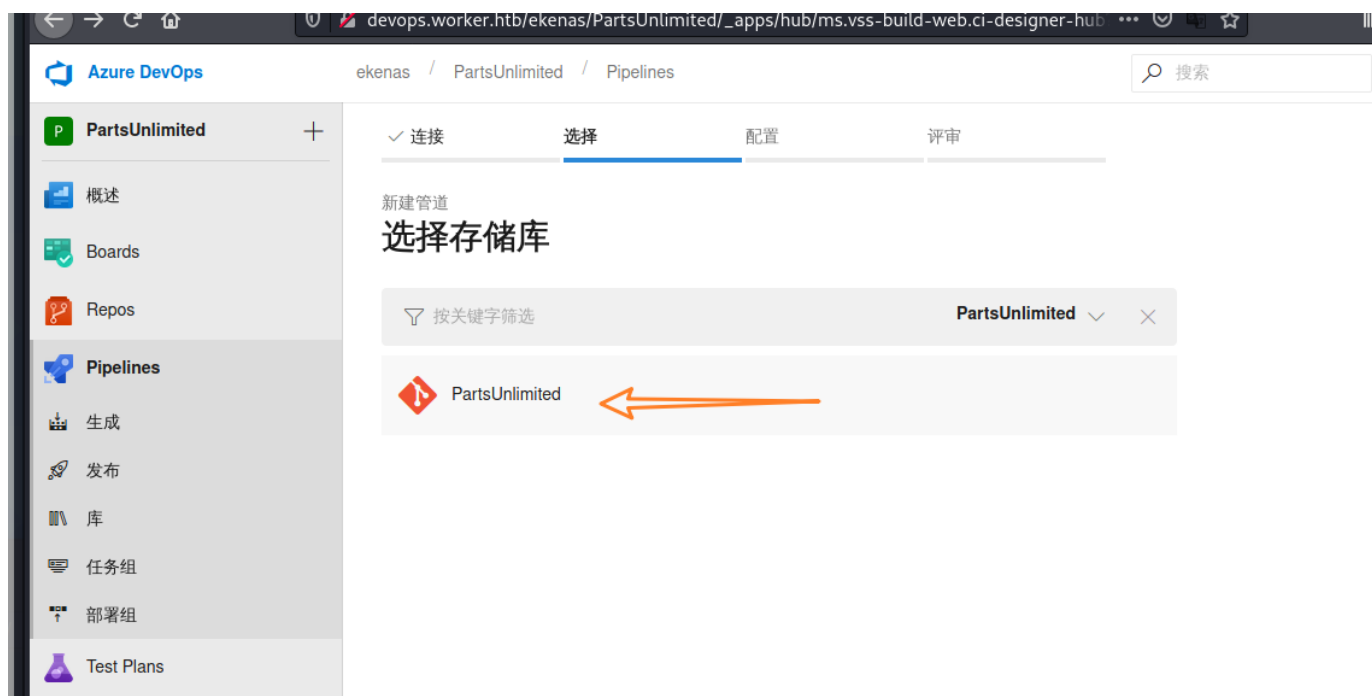 devops.worker.htb/ekenas/PartsUnlimited/_apps/hub/ms.vss-build-web.ci-designer-hub
Azure DevOps
ekenas / PartsUnlimited / Pipelines
搜索
P PartsUnlimited
连接 选择 配置 评审
概述
新建管道
选择存储库
Boards
Repos
按关键字筛选 PartsUnlimited
Pipelines
PartsUnlimited
生成
发布
库
任务组
部署组
Test Plans